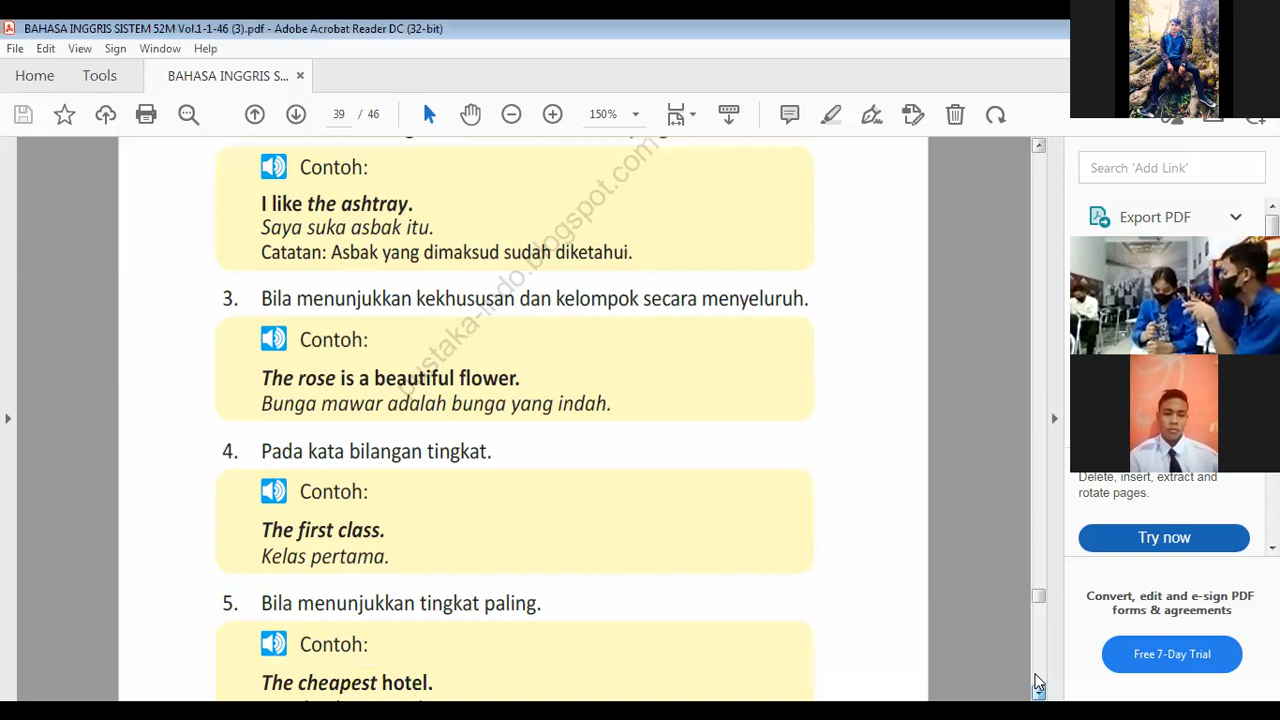 BAHASA INGGRIS SISTEM 52M Vol.1-1-46 (3).pdf - Adobe Acrobat Reader DC (32-bit)
File Edit View Sign Window Help
Home Tools BAHASA INGGRIS S...
39 / 46 150%
Contoh:
I like the ashtray.
Saya suka asbak itu.
Catatan: Asbak yang dimaksud sudah diketahui.
3. Bila menunjukkan kekhususan dan kelompok secara menyeluruh.
Contoh:
The rose is a beautiful flower.
Bunga mawar adalah bunga yang indah.
4. Pada kata bilangan tingkat.
Contoh:
The first class.
Kelas pertama.
5. Bila menunjukkan tingkat paling.
Contoh:
The cheapest hotel.
pustaka-indo.blogspot.com
Search 'Add Link'
Export PDF
Delete, insert, extract and
rotate pages.
Try now
Convert, edit and e-sign PDF
forms & agreements
Free 7-Day Trial